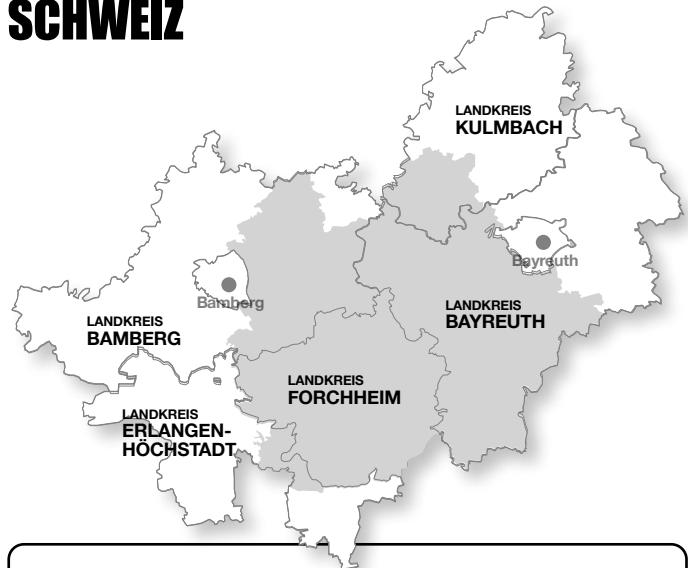 SCHWEIZ
LANDKREIS
KULMBACH
Bayreuth
Bamberg
LANDKREIS
BAYREUTH
LANDKREIS
BAMBERG
LANDKREIS
FORCHHEIM
LANDKREIS
ERLANGEN-
HÖCHSTADT